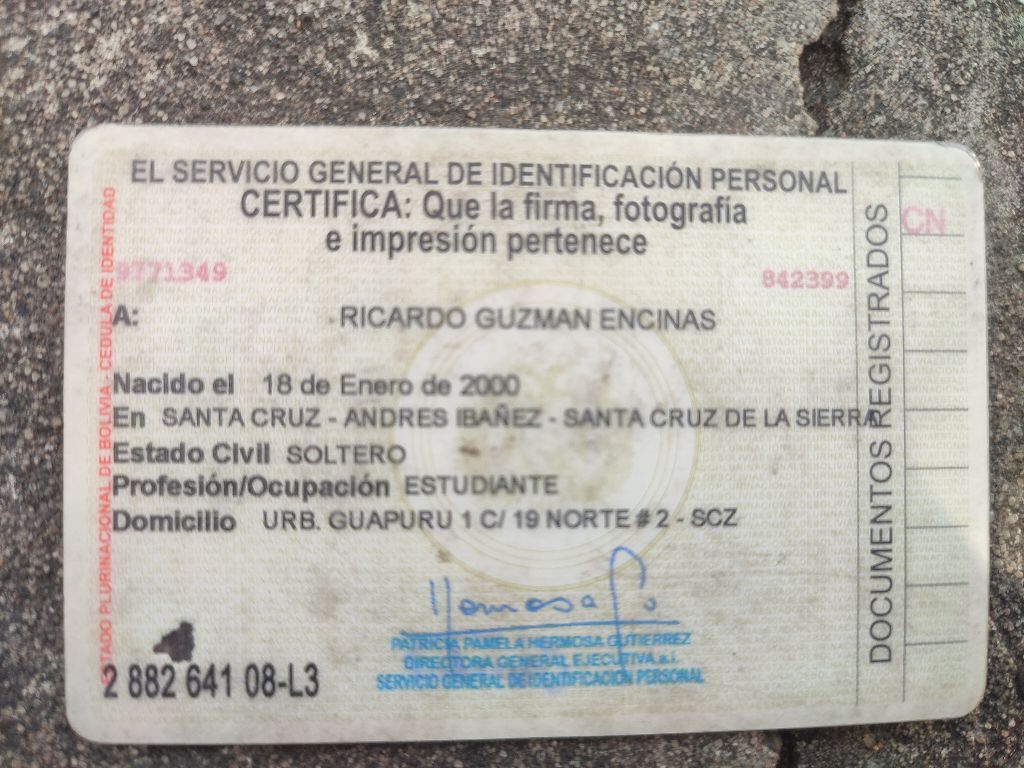 EL SERVICIO GENERAL DE IDENTIFICACIÓN PERSONAL
CERTIFICA: Que la firma, fotografia
e impresión pertenece
9771349
842399
CN
A: RICARDO GUZMAN ENCINAS
Nacido el 18 de Enero de 2000
En SANTA CRUZ - ANDRES IBAÑEZ - SANTA CRUZ DE LA SIERRA
Estado Civil SOLTERO
Profesión/Ocupación ESTUDIANTE
Domicilio URB. GUAPURU 1 C/ 19 NORTE # 2 - SCZ
PATRICIA PAMELA HERMOSA GUTIERREZ
DIRECTORA GENERAL EJECUTIVA a.i.
SERVICIO GENERAL DE IDENTIFICACIÓN PERSONAL
2 882 641 08-L3
ESTADO PLURINACIONAL DE BOLIVIA - CEDULA DE IDENTIDAD
DOCUMENTOS REGISTRADOS